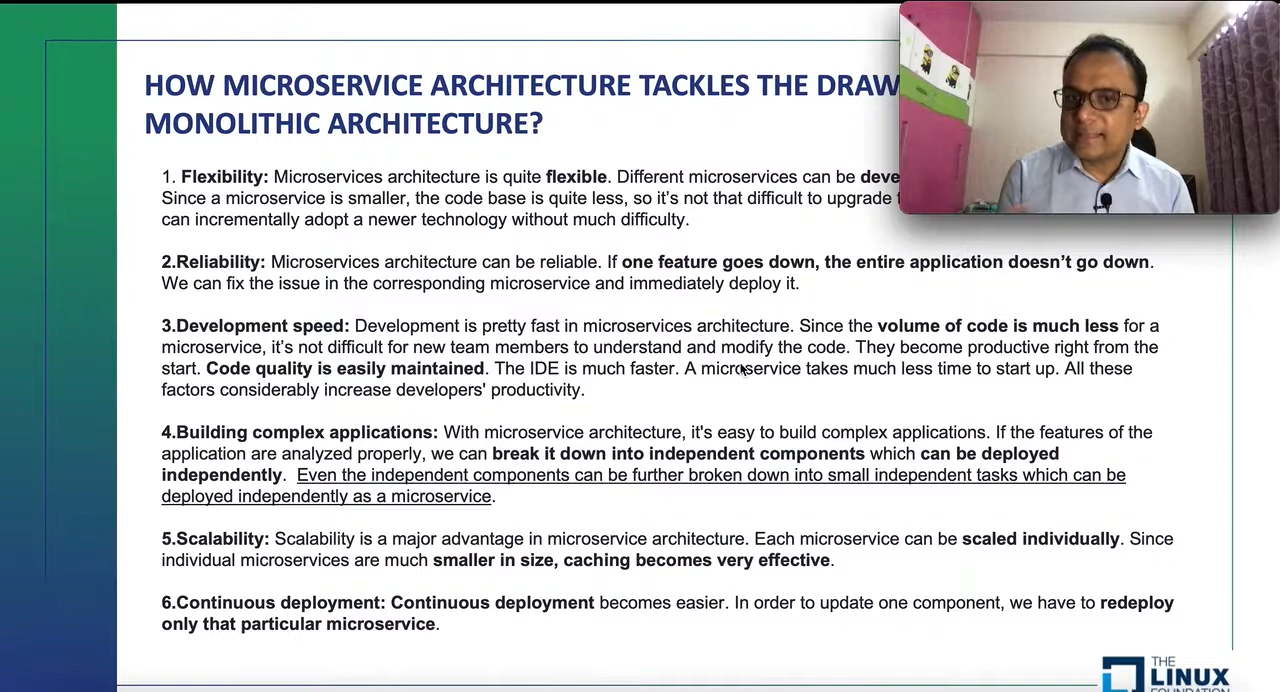 HOW MICROSERVICE ARCHITECTURE TACKLES THE DRAW
MONOLITHIC ARCHITECTURE?
1. Flexibility: Microservices architecture is quite flexible. Different microservices can be
Since a microservice is smaller, the code base is quite less, so it's not that difficult to upgrade
can incrementally adopt a newer technology without much difficulty.
2.Reliability: Microservices architecture can be reliable. If one feature goes down, the entire application doesn't go down.
We can fix the issue in the corresponding microservice and immediately deploy it.
3.Development speed: Development is pretty fast in microservices architecture. Since the volume of code is much less for a
microservice, it's not difficult for new team members to understand and modify the code. They become productive right from the
start. Code quality is easily maintained. The IDE is much faster. A microservice takes much less time to start up. All these
factors considerably increase developers' productivity.
4.Building complex applications: With microservice architecture, it's easy to build complex applications. If the features of the
application are analyzed properly, we can break it down into independent components which can be deployed
independently. Even the independent components can be further broken down into small independent tasks which can be
deployed independently as a microservice.
5.Scalability: Scalability is a major advantage in microservice architecture. Each microservice can be scaled individually. Since
individual microservices are much smaller in size, caching becomes very effective.
6.Continuous deployment: Continuous deployment becomes easier. In order to update one component, we have to redeploy
only that particular microservice.
THE
LINUX
FOUNDATION